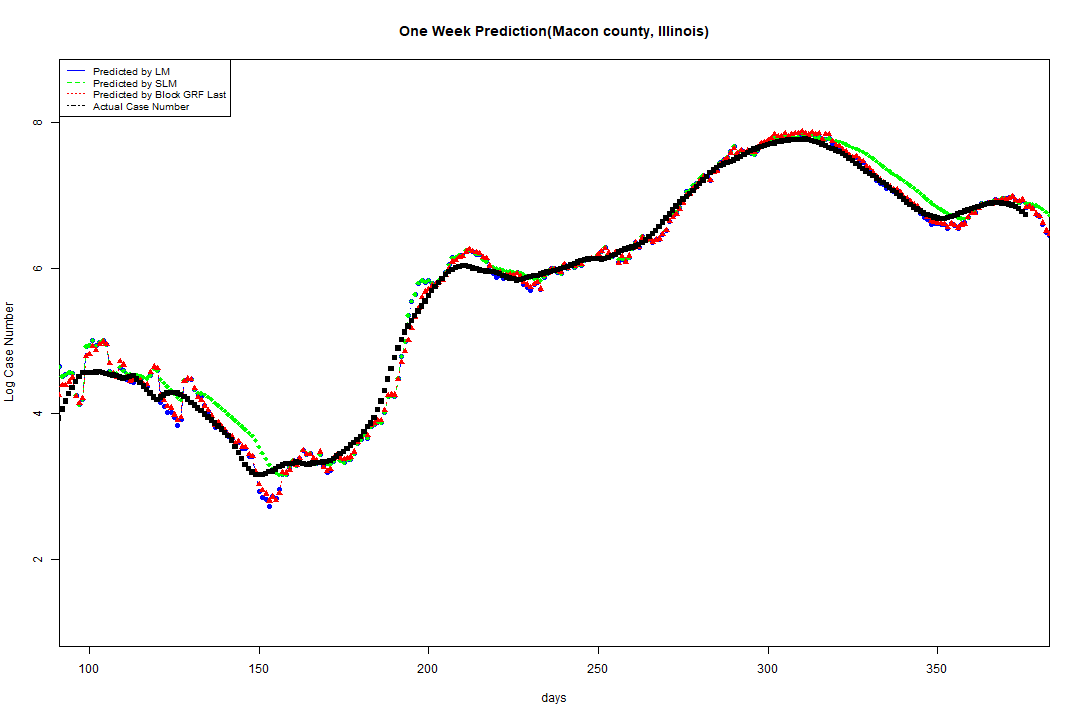 One Week Prediction(Macon county, Illinois)
Predicted by LM
Predicted by SLM
Predicted by Block GRF Last
Actual Case Number
8
6
4
2
Log Case Number
100 150 200 250 300 350
days